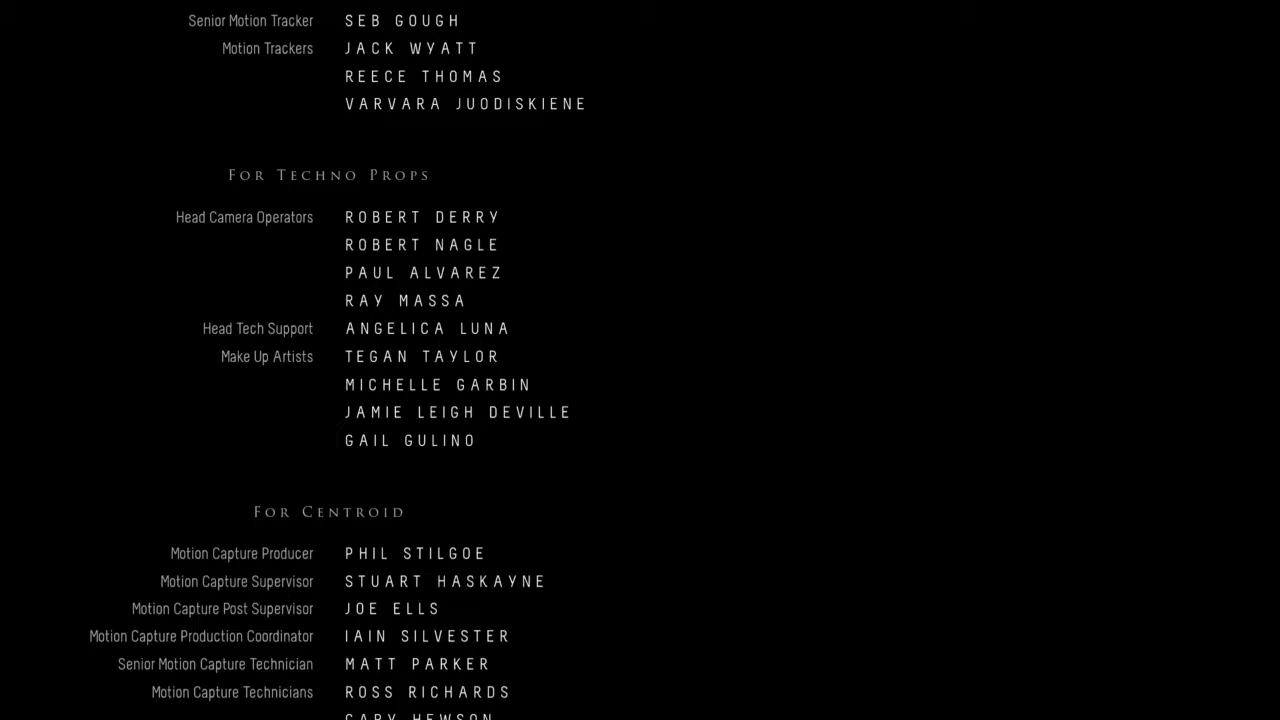 Senior Motion Tracker SEB GOUGH
Motion Trackers JACK WYATT
REECE THOMAS
VARVARA JUODISKIENE
FOR TECHNO PROPS
Head Camera Operators ROBERT DERRY
ROBERT NAGLE
PAUL ALVAREZ
RAY MASSA
Head Tech Support ANGELICA LUNA
Make Up Artists TEGAN TAYLOR
MICHELLE GARBIN
JAMIE LEIGH DEVILLE
GAIL GULINO
FOR CENTROID
Motion Capture Producer PHIL STILGOE
Motion Capture Supervisor STUART HASKAYNE
Motion Capture Post Supervisor JOE ELLS
Motion Capture Production Coordinator IAIN SILVESTER
Senior Motion Capture Technician MATT PARKER
Motion Capture Technicians ROSS RICHARDS
HEWSON